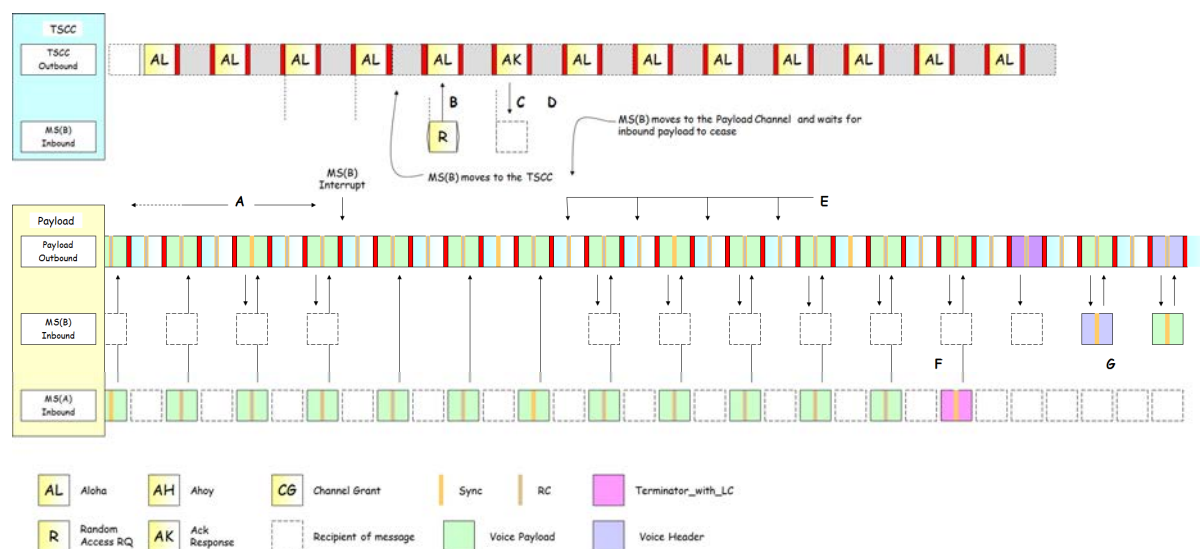 TSCC
TSCC
Outbound
AL AL AL AL AL AK AL AL AL AL AL AL AL
B C D
MS(B)
Inbound
R
MS(B) moves to the Payload Channel and waits for
inbound payload to cease
MS(B)
Interrupt
MS(B) moves to the TSCC
A
E
Payload
Payload
Outbound
MS(B)
Inbound
F
G
MS(A)
Inbound
AL Aloha
AH Ahoy
CG Channel Grant
Sync
RC
Terminator_with_LC
R Random
Access RQ
AK Ack
Response
Recipient of message
Voice Payload
Voice Header